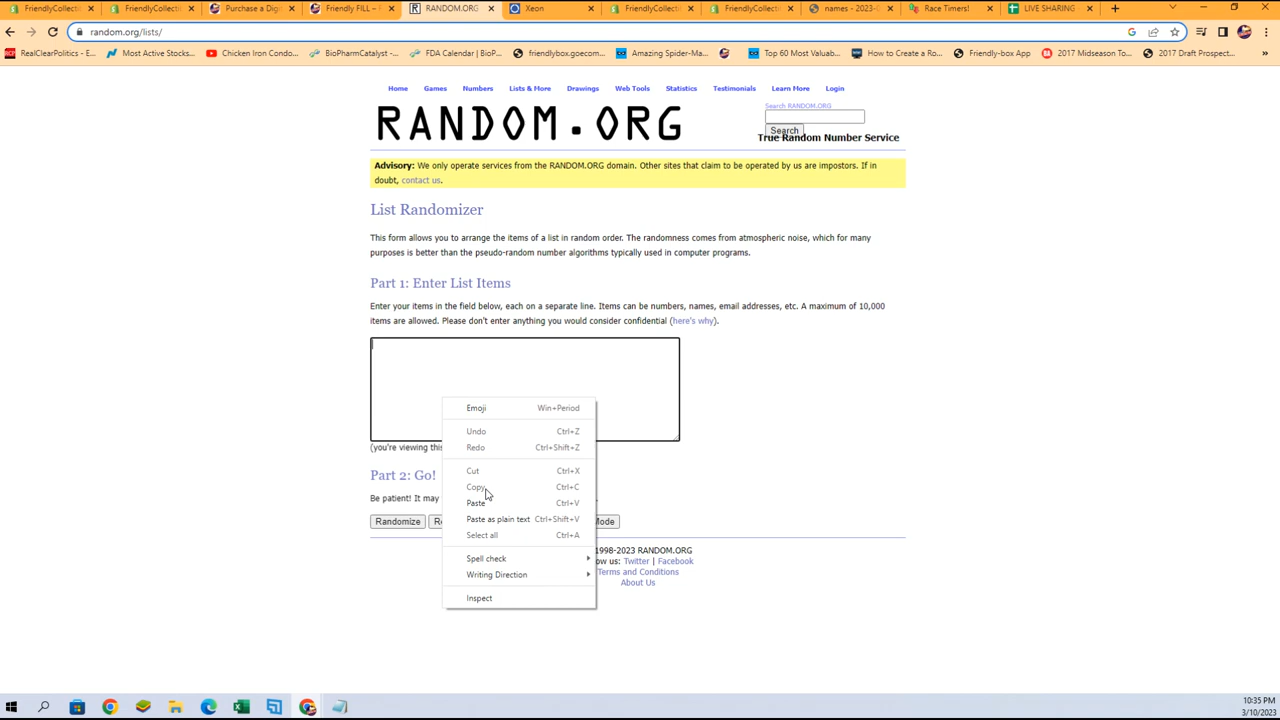 FriendlyCollecti
FriendlyCollecti
Purchase a Dig
Friendly FILL –
RANDOM.ORG
Xeon
FriendlyCollecti
FriendlyCollecti
names - 2023-0
Race Timers!
LIVE SHARING
random.org/lists/
RealClearPolitics - E...
Most Active Stocks...
Chicken Iron Condo...
BioPharmCatalyst -...
FDA Calendar | BioP...
friendlybox.goecom...
Amazing Spider-Ma...
Top 60 Most Valuab...
How to Create a Ro...
Friendly-box App
2017 Midseason To...
2017 Draft Prospect...
Home Games Numbers Lists & More Drawings Web Tools Statistics Testimonials Learn More Login
Search RANDOM.ORG
RANDOM.ORG
Search
True Random Number Service
Advisory: We only operate services from the RANDOM.ORG domain. Other sites that claim to be operated by us are impostors. If in
doubt, contact us.
List Randomizer
This form allows you to arrange the items of a list in random order. The randomness comes from atmospheric noise, which for many
purposes is better than the pseudo-random number algorithms typically used in computer programs.
Part 1: Enter List Items
Enter your items in the field below, each on a separate line. Items can be numbers, names, email addresses, etc. A maximum of 10,000
items are allowed. Please don't enter anything you would consider confidential (here's why).
(you're viewing this
Part 2: Go!
Be patient! It may
Randomize
Re
Mode
Emoji Win+Period
Undo Ctrl+Z
Redo Ctrl+Shift+Z
Cut Ctrl+X
Copy Ctrl+C
Paste Ctrl+V
Paste as plain text Ctrl+Shift+V
Select all Ctrl+A
Spell check
Writing Direction
Inspect
1998-2023 RANDOM.ORG
ow us: Twitter | Facebook
Terms and Conditions
About Us
10:35 PM
3/10/2023